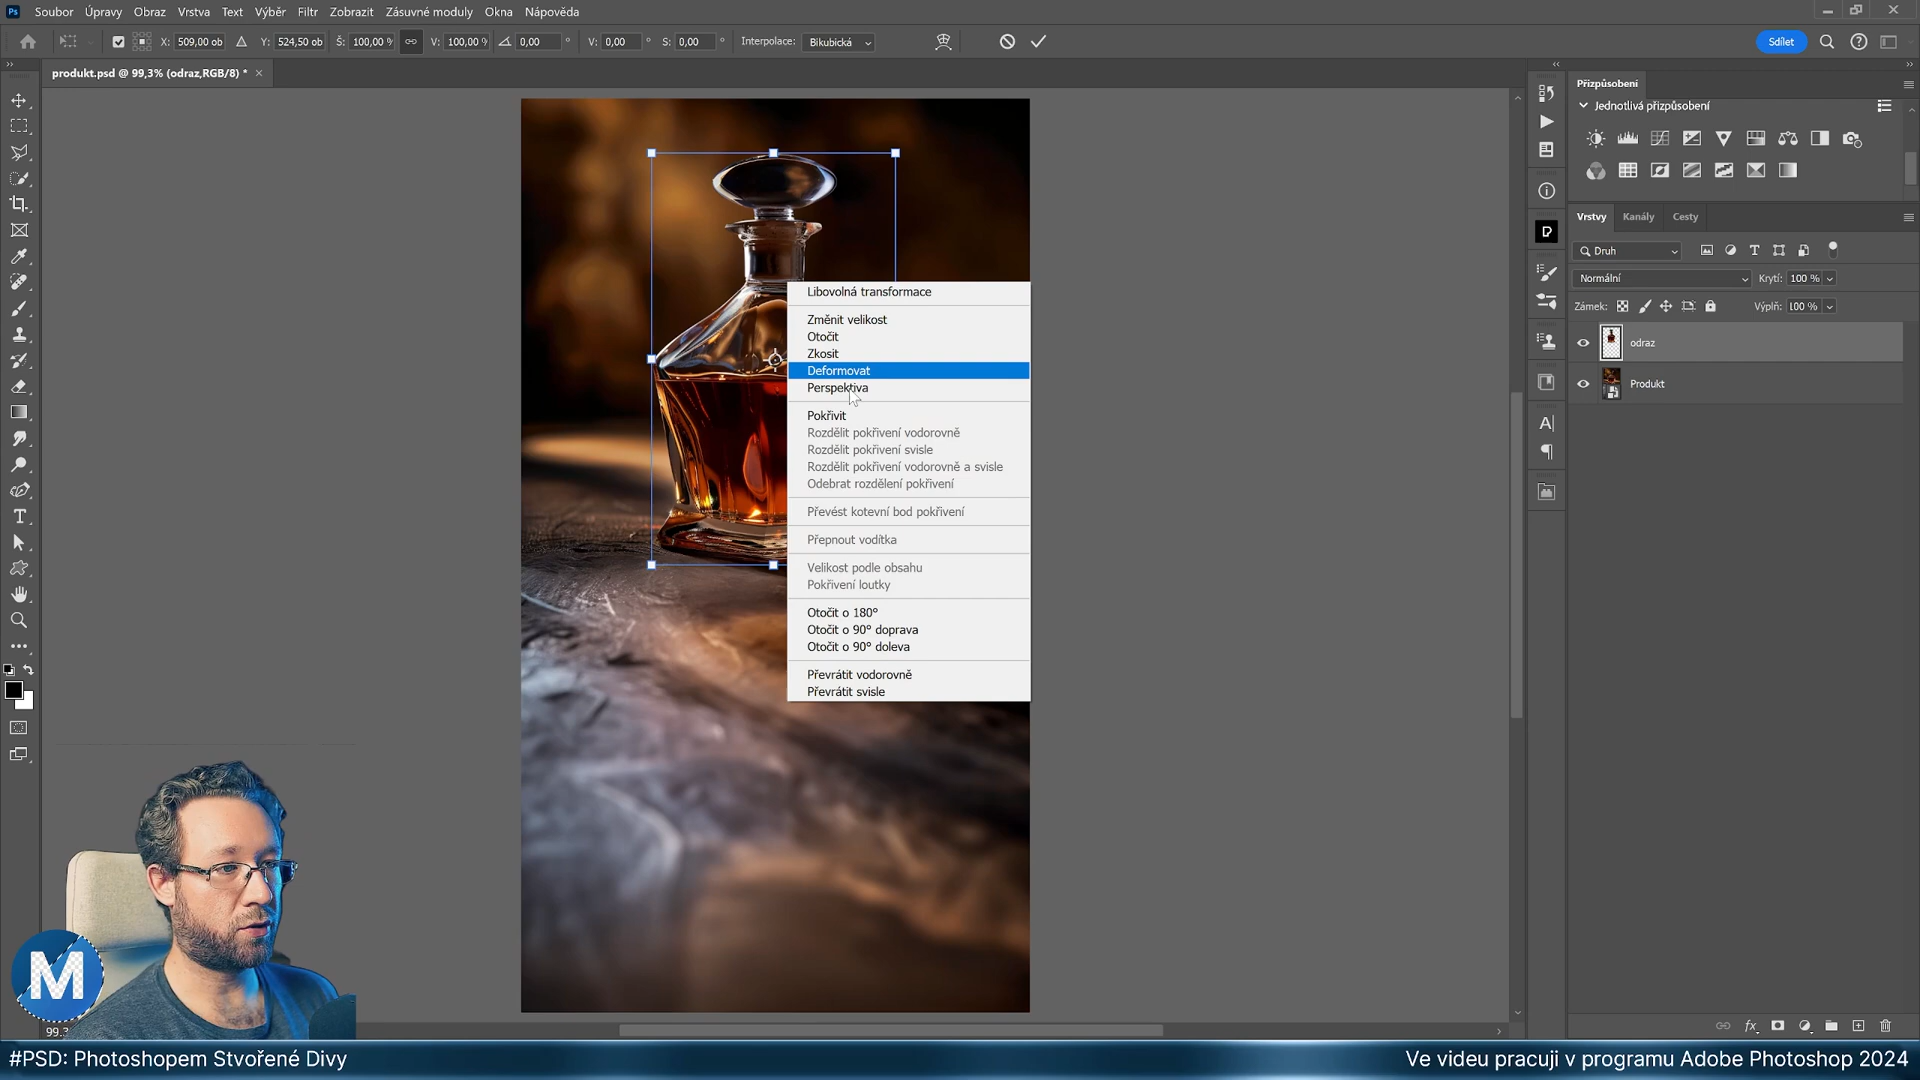 Ps Soubor Úpravy Obraz Vrstva Text Výběr Filtr Zobrazit Zásuvné moduly Okna Nápověda
X: 509,00 ob Y: 524,50 ob Š: 100,00 % V: 100,00 % 0,00 ° V: 0,00 ° S: 0,00 ° Interpolace: Bikubická Sdílet
produkt.psd @ 99,3% (odraz,RGB/8) * ×
Přizpůsobení
Jednotlivá přizpůsobení
Vrstvy Kanály Cesty
Druh
Normální Krytí: 100 %
Zámek: Výplň: 100 %
odraz
Produkt
Libovolná transformace
Změnit velikost
Otočit
Zkosit
Deformovat
Perspektiva
Pokřivit
Rozdělit pokřivení vodorovně
Rozdělit pokřivení svisle
Rozdělit pokřivení vodorovně a svisle
Odebrat rozdělení pokřivení
Převést kotevní bod pokřivení
Přepnout vodítka
Velikost podle obsahu
Pokřivení loutky
Otočit o 180°
Otočit o 90° doprava
Otočit o 90° doleva
Převrátit vodorovně
Převrátit svisle
M
#PSD: Photoshopem Stvořené Divy
Ve videu pracuji v programu Adobe Photoshop 2024